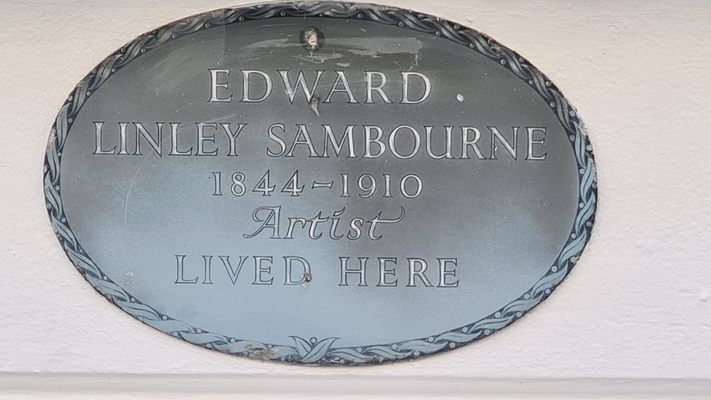 EDWARD
LINLEY SAMBOURNE
1844-1910
Artist
LIVED HERE